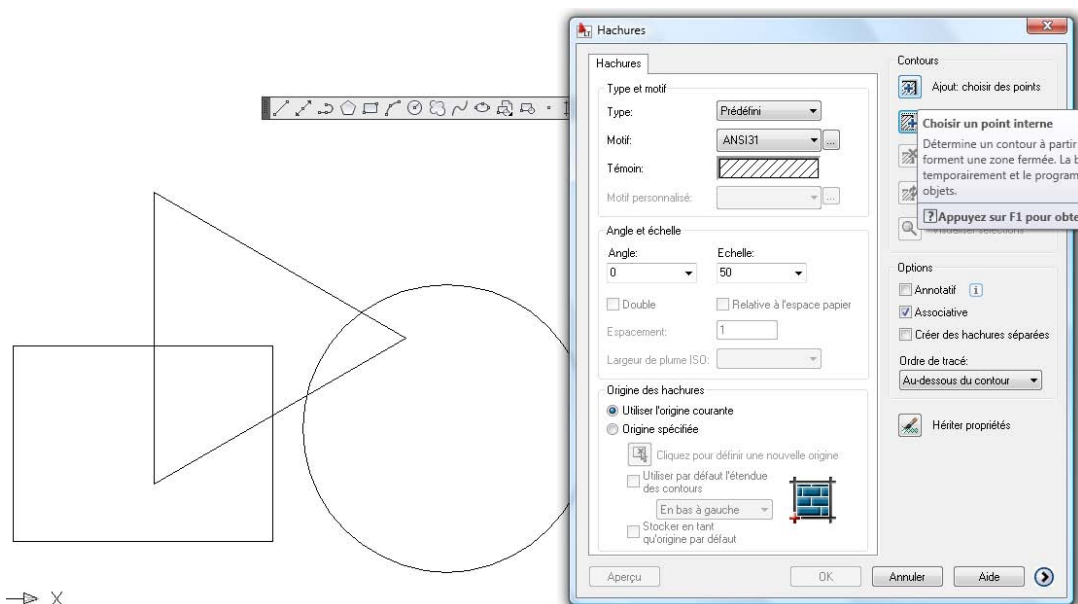 Hachures
Hachures
Type et motif
Type:
Prédéfini
Motif:
ANSI31
...
Témoin:
Motif personnalisé:
...
Angle et échelle
Angle:
Echelle:
0
50
Double
Relative à l'espace papier
Espacement:
1
Largeur de plume ISO:
Origine des hachures
Utiliser l'origine courante
Origine spécifiée
Cliquez pour définir une nouvelle origine
Utiliser par défaut l'étendue
des contours
En bas à gauche
Stocker en tant
qu'origine par défaut
Contours
Ajout: choisir des points
Choisir un point interne
Détermine un contour à partir
forment une zone fermée. La
temporairement et le
objets.
Appuyez sur F1 pour
Visualiser sélections
Options
Annotatif
Associative
Créer des hachures séparées
Ordre de tracé:
Au-dessous du contour
Hériter propriétés
Aperçu
OK
Annuler
Aide
X